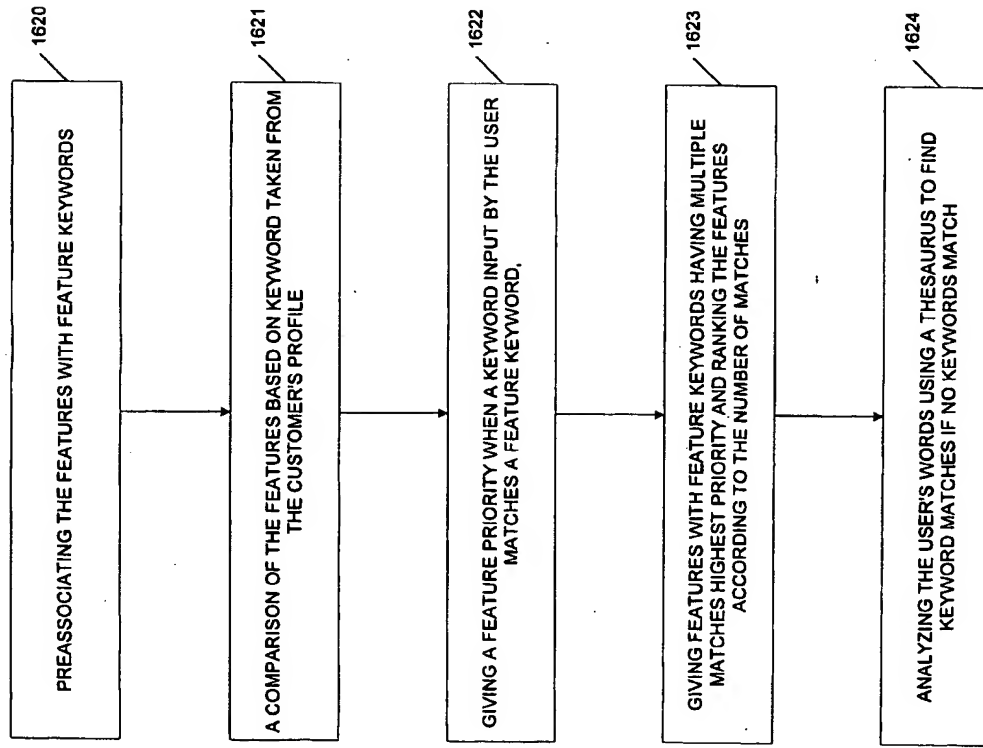 1620
PREASSOCIATING THE FEATURES WITH FEATURE KEYWORDS
1621
A COMPARISON OF THE FEATURES BASED ON KEYWORD TAKEN FROM
THE CUSTOMER'S PROFILE
1622
GIVING A FEATURE PRIORITY WHEN A KEYWORD INPUT BY THE USER
MATCHES A FEATURE KEYWORD,
1623
GIVING FEATURES WITH FEATURE KEYWORDS HAVING MULTIPLE
MATCHES HIGHEST PRIORITY AND RANKING THE FEATURES
ACCORDING TO THE NUMBER OF MATCHES
1624
ANALYZING THE USER'S WORDS USING A THESAURUS TO FIND
KEYWORD MATCHES IF NO KEYWORDS MATCH